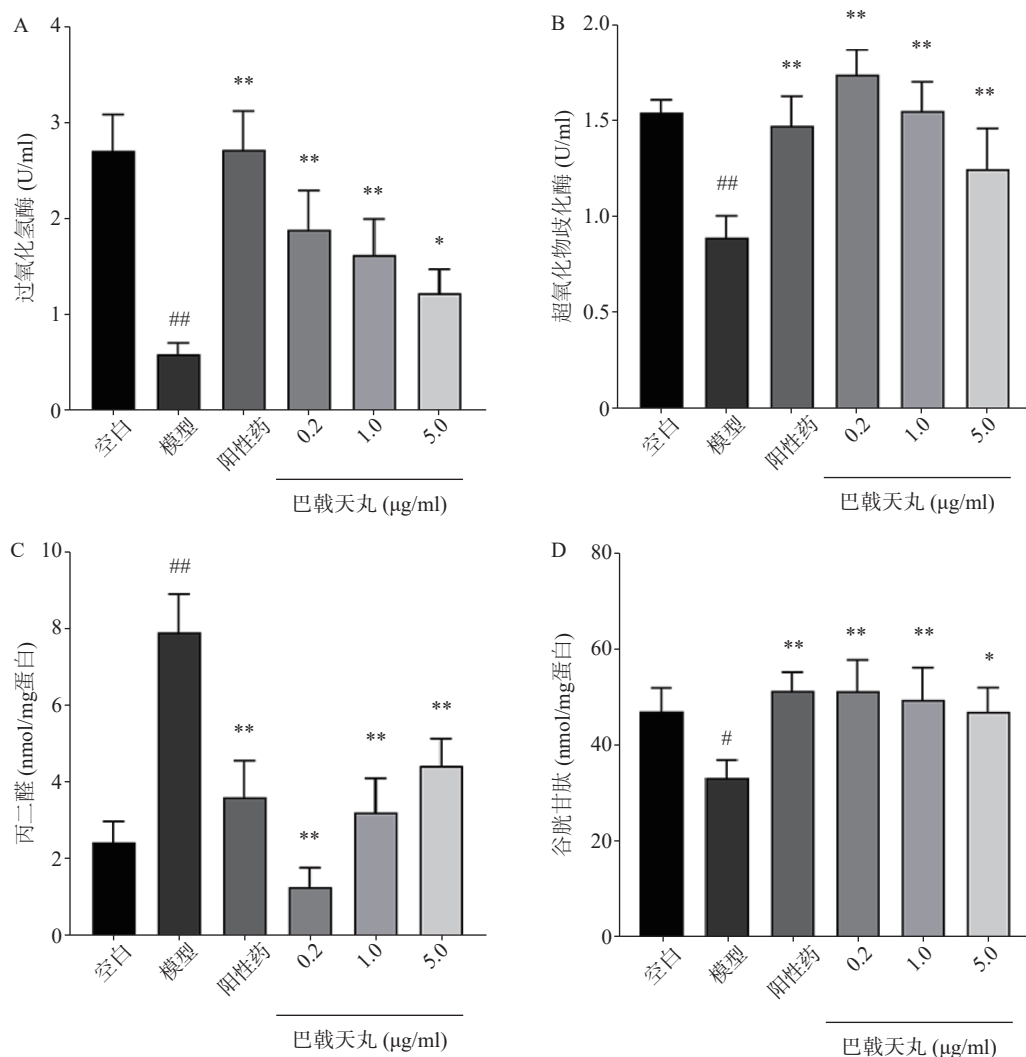 A
过氧化氢酶 (U/ml)
4
3
2
1
0
##
**
**
**
*
空白
模型
阳性药
0.2
1.0
5.0
巴戟天丸 (μg/ml)
B
超氧化物歧化酶 (U/ml)
2.0
1.5
1.0
0.5
0
##
**
**
**
**
空白
模型
阳性药
0.2
1.0
5.0
巴戟天丸 (μg/ml)
C
丙二醛 (nmol/mg蛋白)
10
8
6
4
2
0
##
**
**
**
**
空白
模型
阳性药
0.2
1.0
5.0
巴戟天丸 (μg/ml)
D
谷胱甘肽 (nmol/mg蛋白)
80
60
40
20
0
#
**
**
**
*
空白
模型
阳性药
0.2
1.0
5.0
巴戟天丸 (μg/ml)